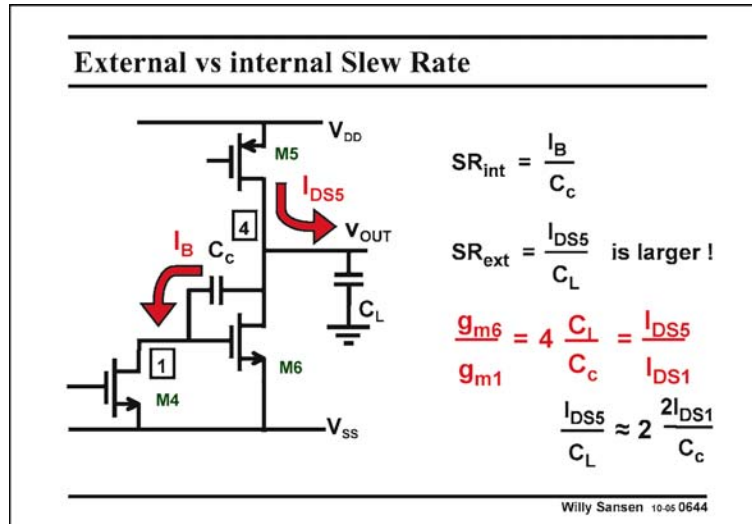 External vs internal Slew Rate
VDD
M5
IDS5
4
vOUT
IB
Cc
CL
1
M6
M4
VSS
SRint = IB / Cc
SRext = IDS5 / CL is larger !
gm6 / gm1 = 4 CL / Cc = IDS5 / IDS1
IDS5 / CL ≈ 2 2IDS1 / Cc
Willy Sansen 10-05 0644